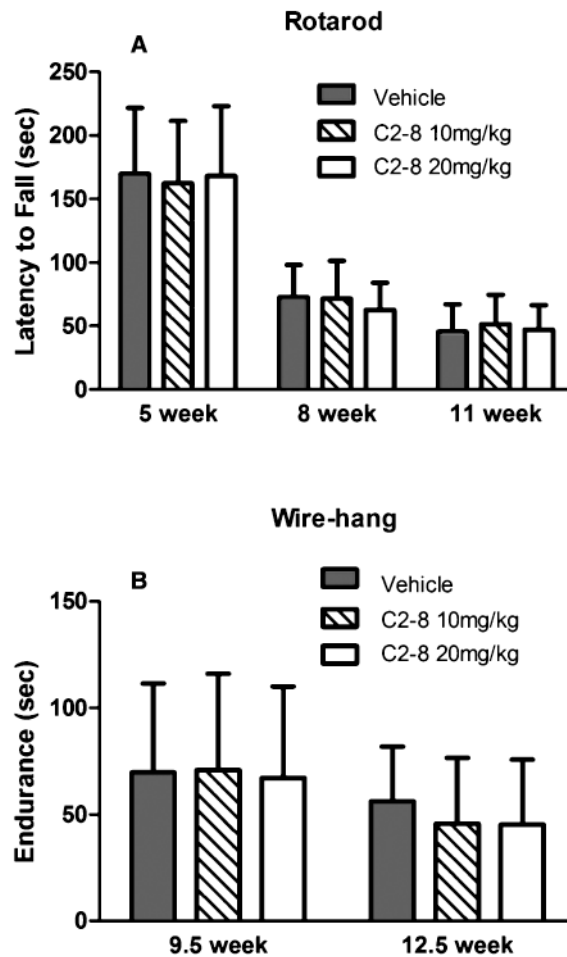 Rotarod
A
Latency to Fall (sec)
250
200
150
100
50
0
Vehicle
C2-8 10mg/kg
C2-8 20mg/kg
5 week
8 week
11 week
Wire-hang
B
Endurance (sec)
150
100
50
0
Vehicle
C2-8 10mg/kg
C2-8 20mg/kg
9.5 week
12.5 week